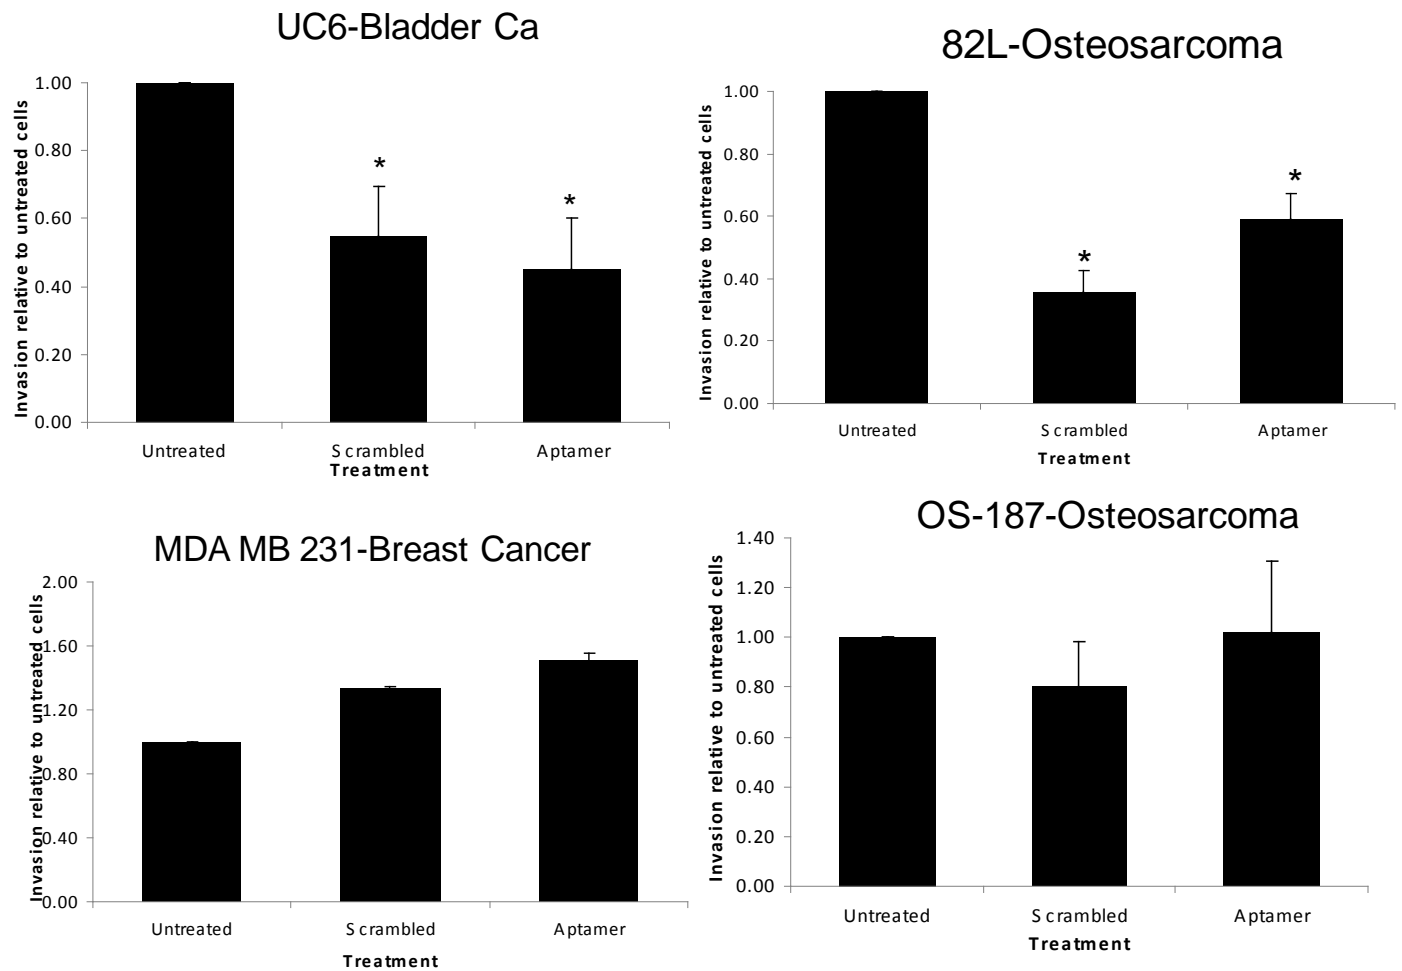 UC6-Bladder Ca
Invasion relative to untreated cells
1.00
0.80
0.60
0.40
0.20
0.00
*
*
Untreated Scrambled Aptamer
Treatment
82L-Osteosarcoma
Invasion relative to untreated cells
1.00
0.80
0.60
0.40
0.20
0.00
*
*
Untreated Scrambled Aptamer
Treatment
MDA MB 231-Breast Cancer
Invasion relative to untreated cells
2.00
1.60
1.20
0.80
0.40
0.00
Untreated Scrambled Aptamer
Treatment
OS-187-Osteosarcoma
Invasion relative to untreated cells
1.40
1.20
1.00
0.80
0.60
0.40
0.20
0.00
Untreated Scrambled Aptamer
Treatment